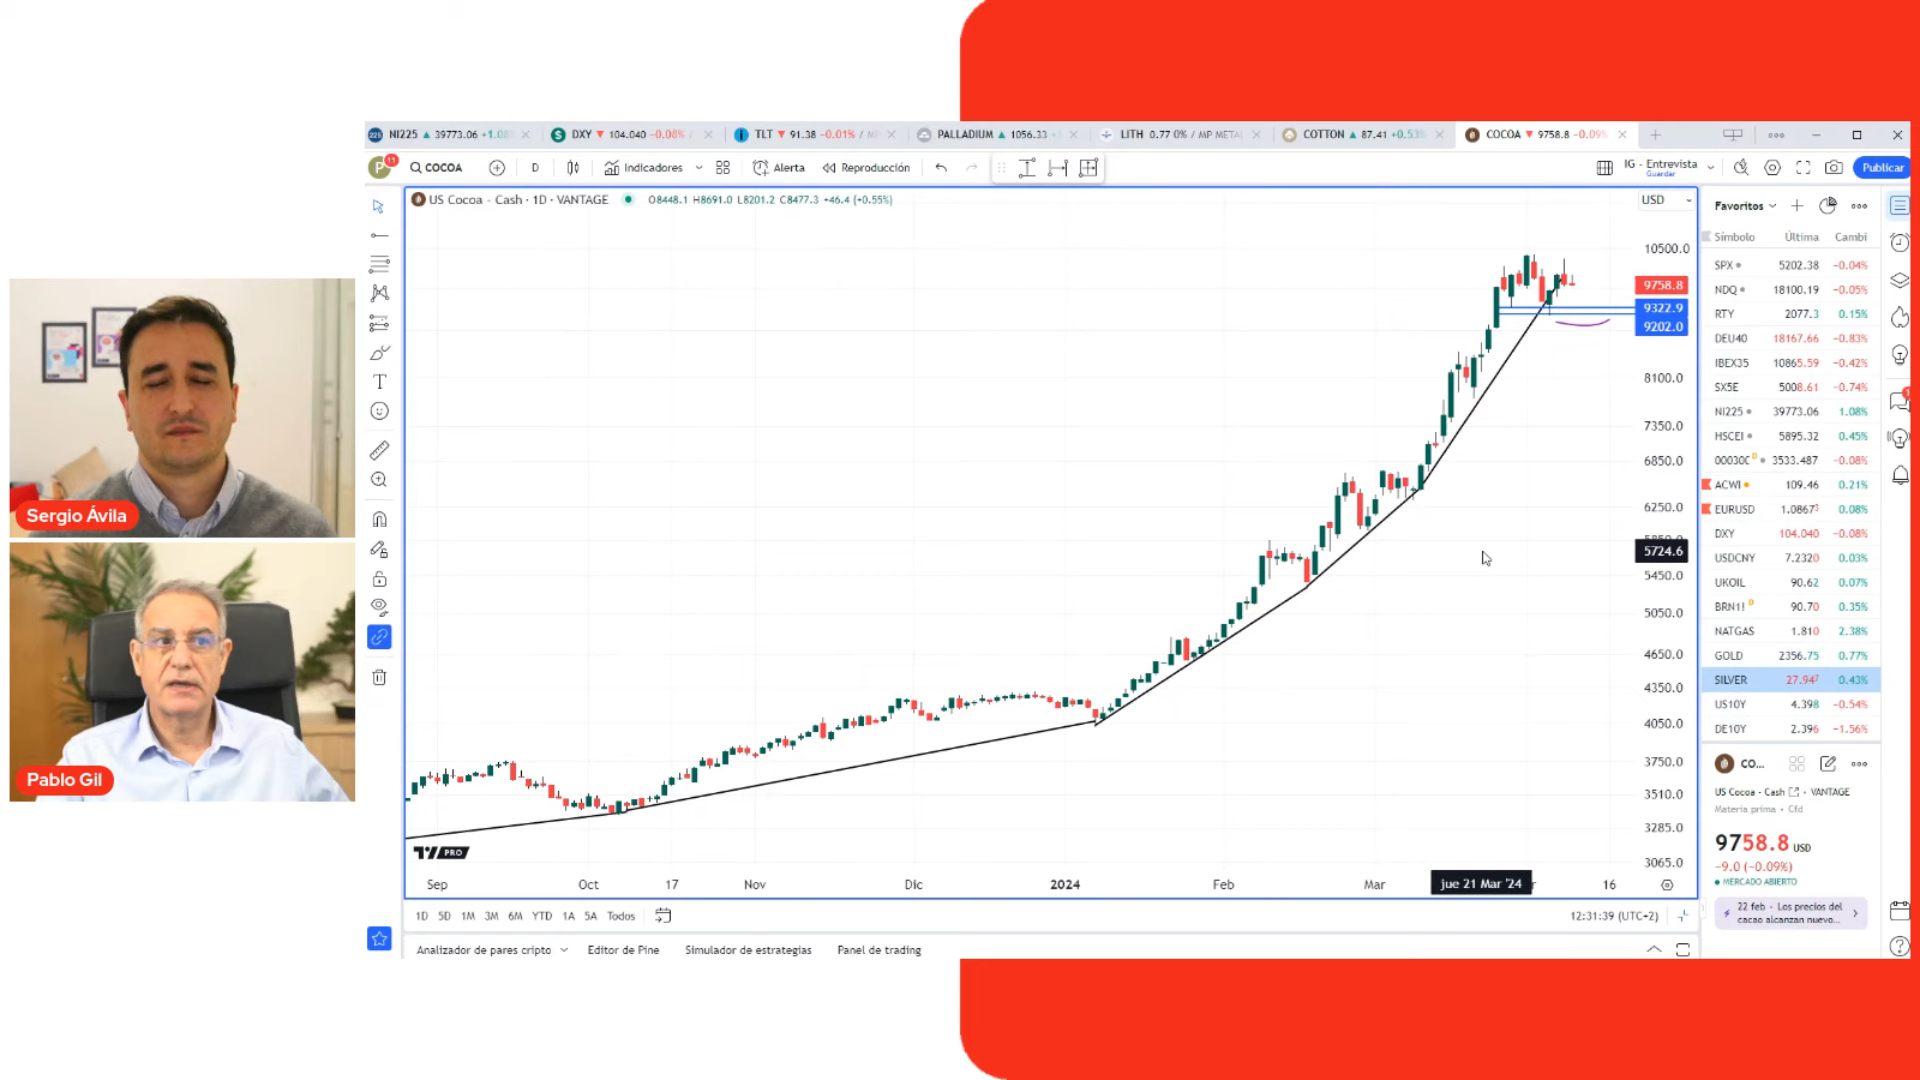 NI225 39773.06
DXY 104.040 -0.08%
TLT 91.38 -0.01%
PALLADIUM 1056.33
LITH 0.77 0% / MP METAL
COTTON 87.41 +0.53%
COCOA 9758.8 -0.09%
P 11
COCOA
D
Indicadores
Alerta
Reproducción
IG - Entrevista
Guardar
Publicar
US Cocoa - Cash · 1D · VANTAGE
O8448.1 H8691.0 L8201.2 C8477.3 +46.4 (+0.55%)
USD
10500.0
9758.8
9322.9
9202.0
8100.0
7350.0
6850.0
6250.0
5724.6
5450.0
5050.0
4650.0
4350.0
4050.0
3750.0
3510.0
3285.0
3065.0
PRO
Sep
Oct
17
Nov
Dic
2024
Feb
Mar
jue 21 Mar '24
16
1D 5D 1M 3M 6M YTD 1A 5A Todos
12:31:39 (UTC+2)
Analizador de pares cripto
Editor de Pine
Simulador de estrategias
Panel de trading
Favoritos
Símbolo Última Cambi
SPX 5202.38 −0.04%
NDQ 18100.19 −0.05%
RTY 2077.3 0.15%
DEU40 18167.66 −0.83%
IBEX35 10865.59 −0.42%
SX5E 5008.61 −0.74%
NI225 39773.06 1.08%
HSCEI 5895.32 0.45%
3533.487 −0.08%
ACWI 109.46 0.21%
EURUSD 1.0867⁵ 0.08%
DXY 104.040 −0.08%
USDCNY 7.2320 0.03%
UKOIL 90.62 0.07%
BRN1! 90.70 0.35%
NATGAS 1.810 2.38%
GOLD 2356.75 0.77%
SILVER 27.94⁷ 0.43%
US10Y 4.398 −0.54%
DE10Y 2.396 −1.56%
CO...
US Cocoa - Cash · VANTAGE
Materia prima · Cfd
9758.8 USD
−9.0 (−0.09%)
MERCADO ABIERTO
22 feb · Los precios del
cacao alcanzan nuevo...
Sergio Ávila
Pablo Gil